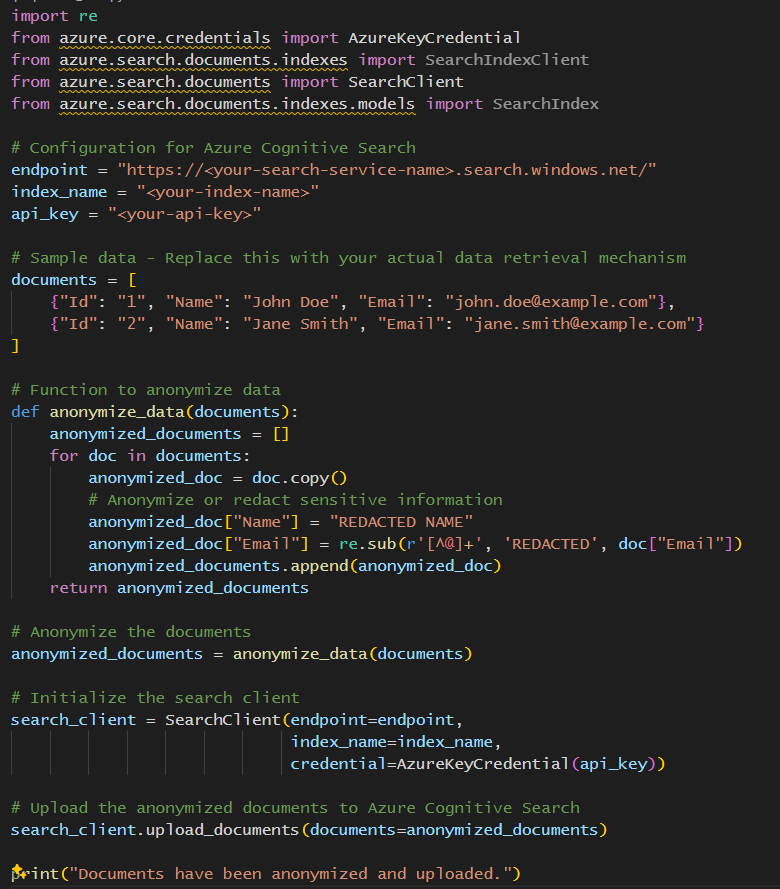 import re
from azure.core.credentials import AzureKeyCredential
from azure.search.documents.indexes import SearchIndexClient
from azure.search.documents import SearchClient
from azure.search.documents.indexes.models import SearchIndex

# Configuration for Azure Cognitive Search
endpoint = "https://<your-search-service-name>.search.windows.net/"
index_name = "<your-index-name>"
api_key = "<your-api-key>"

# Sample data - Replace this with your actual data retrieval mechanism
documents = [
    {"Id": "1", "Name": "John Doe", "Email": "john.doe@example.com"},
    {"Id": "2", "Name": "Jane Smith", "Email": "jane.smith@example.com"}
]

# Function to anonymize data
def anonymize_data(documents):
    anonymized_documents = []
    for doc in documents:
        anonymized_doc = doc.copy()
        # Anonymize or redact sensitive information
        anonymized_doc["Name"] = "REDACTED NAME"
        anonymized_doc["Email"] = re.sub(r'[^@]+', 'REDACTED', doc["Email"])
        anonymized_documents.append(anonymized_doc)
    return anonymized_documents

# Anonymize the documents
anonymized_documents = anonymize_data(documents)

# Initialize the search client
search_client = SearchClient(endpoint=endpoint,
                             index_name=index_name,
                             credential=AzureKeyCredential(api_key))

# Upload the anonymized documents to Azure Cognitive Search
search_client.upload_documents(documents=anonymized_documents)

print("Documents have been anonymized and uploaded.")